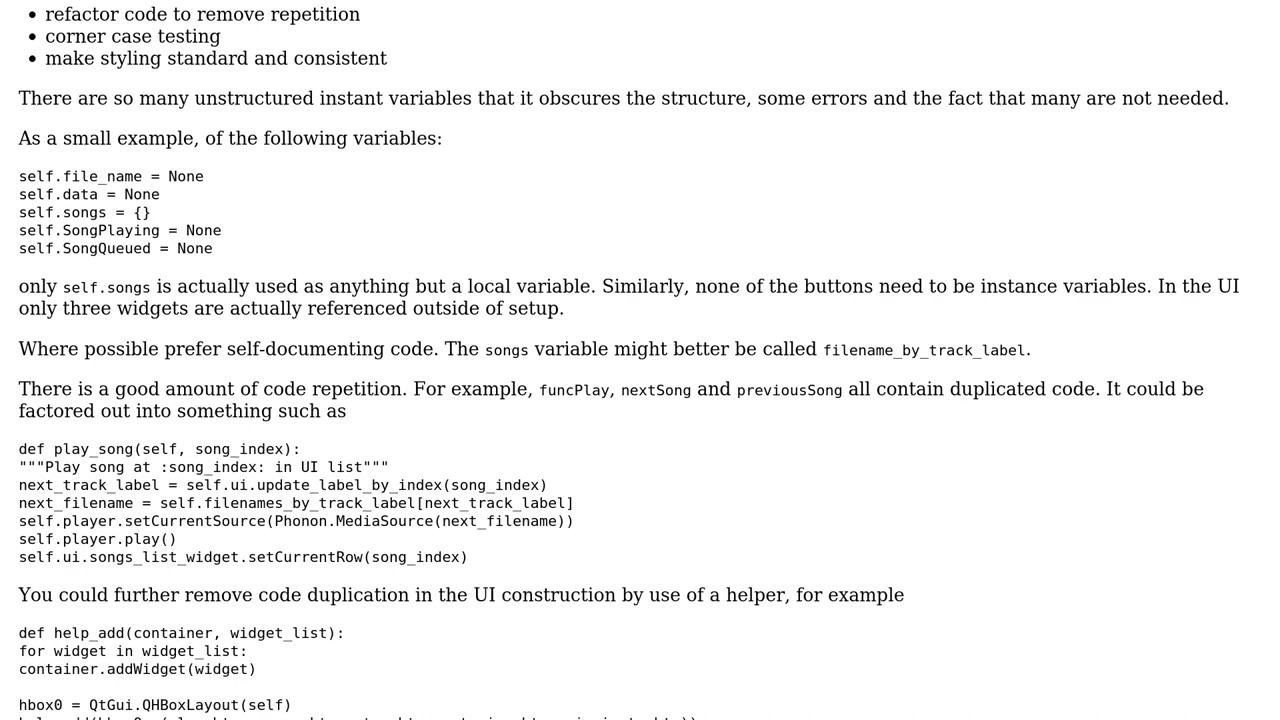 • refactor code to remove repetition
• corner case testing
• make styling standard and consistent
There are so many unstructured instant variables that it obscures the structure, some errors and the fact that many are not needed.
As a small example, of the following variables:
self.file_name = None
self.data = None
self.songs = {}
self.SongPlaying = None
self.SongQueued = None
only self.songs is actually used as anything but a local variable. Similarly, none of the buttons need to be instance variables. In the UI
only three widgets are actually referenced outside of setup.
Where possible prefer self-documenting code. The songs variable might better be called filename_by_track_label.
There is a good amount of code repetition. For example, funcPlay, nextSong and previousSong all contain duplicated code. It could be
factored out into something such as
def play_song(self, song_index):
"""Play song at :song_index: in UI list"""
next_track_label = self.ui.update_label_by_index(song_index)
next_filename = self.filenames_by_track_label[next_track_label]
self.player.setCurrentSource(Phonon.MediaSource(next_filename))
self.player.play()
self.ui.songs_list_widget.setCurrentRow(song_index)
You could further remove code duplication in the UI construction by use of a helper, for example
def help_add(container, widget_list):
for widget in widget_list:
container.addWidget(widget)
hbox0 = QtGui.QHBoxLayout(self)